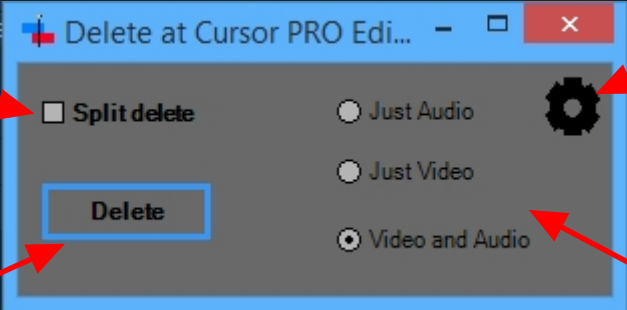 Delete at Cursor PRO Edi...
Split delete
Just Audio
Just Video
Delete
Video and Audio